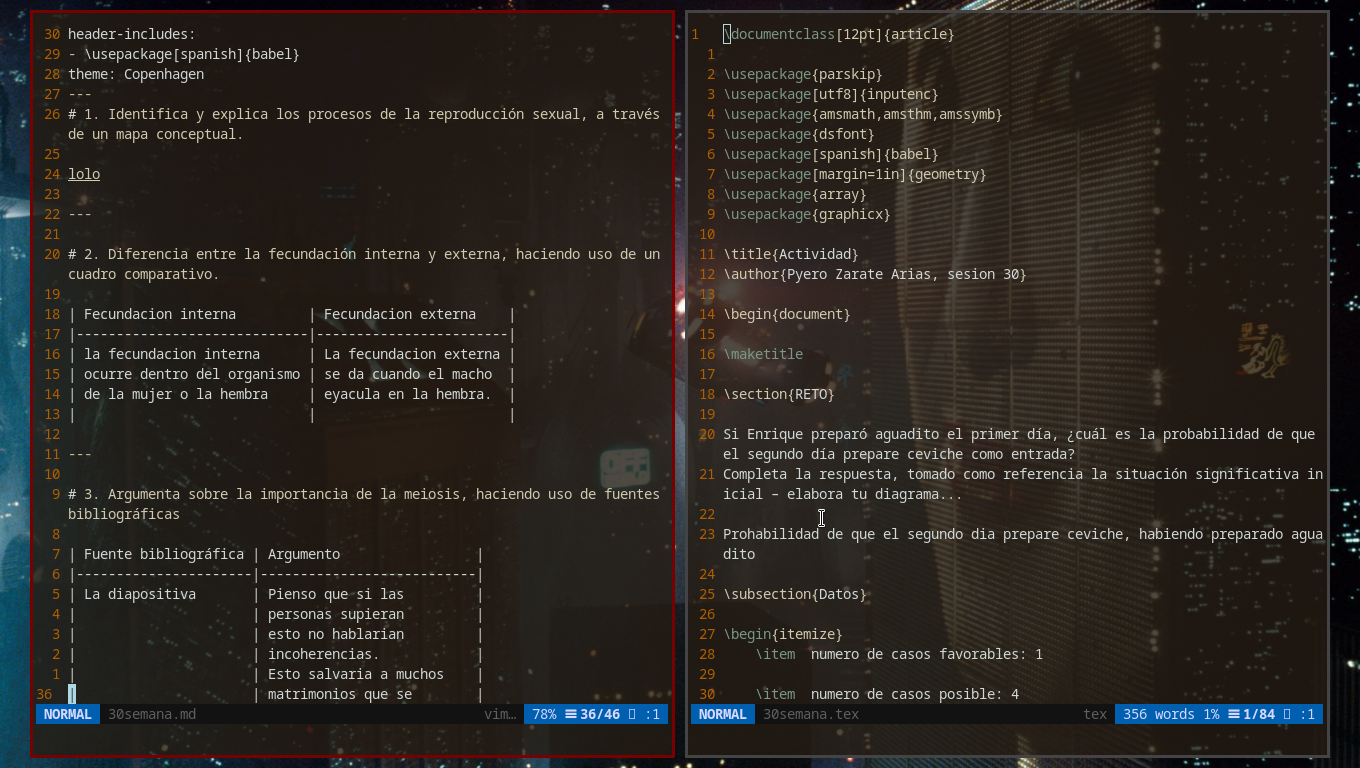 30 header-includes:
29 - \usepackage[spanish]{babel}
28 theme: Copenhagen
27 ---
26 # 1. Identifica y explica los procesos de la reproducción sexual, a través
de un mapa conceptual.
25
24 lolo
23
22 ---
21
20 # 2. Diferencia entre la fecundación interna y externa, haciendo uso de un
cuadro comparativo.
19
18 | Fecundacion interna         | Fecundacion externa    |
17 |-----------------------------|------------------------|
16 | la fecundacion interna      | La fecundacion externa |
15 | ocurre dentro del organismo | se da cuando el macho  |
14 | de la mujer o la hembra     | eyacula en la hembra.  |
13 |                             |                        |
12
11 ---
10
9 # 3. Argumenta sobre la importancia de la meiosis, haciendo uso de fuentes
bibliográficas
8
7 | Fuente bibliográfica | Argumento                 |
6 |----------------------|---------------------------|
5 | La diapositiva       | Pienso que si las         |
4 |                      | personas supieran         |
3 |                      | esto no hablarian         |
2 |                      | incoherencias.            |
1 |                      | Esto salvaria a muchos    |
36 |                      | matrimonios que se        |
NORMAL 30semana.md vim… 78% 36/46 :1
1 \documentclass[12pt]{article}
1
2 \usepackage{parskip}
3 \usepackage[utf8]{inputenc}
4 \usepackage{amsmath,amsthm,amssymb}
5 \usepackage{dsfont}
6 \usepackage[spanish]{babel}
7 \usepackage[margin=1in]{geometry}
8 \usepackage{array}
9 \usepackage{graphicx}
10
11 \title{Actividad}
12 \author{Pyero Zarate Arias, sesion 30}
13
14 \begin{document}
15
16 \maketitle
17
18 \section{RETO}
19
20 Si Enrique preparó aguadito el primer día, ¿cuál es la probabilidad de que
el segundo día prepare ceviche como entrada?
21 Completa la respuesta, tomado como referencia la situación significativa in
icial – elabora tu diagrama...
22
23 Prohabilidad de que el segundo dia prepare ceviche, habiendo preparado agua
dito
24
25 \subsection{Datos}
26
27 \begin{itemize}
28 \item  numero de casos favorables: 1
29
30 \item  numero de casos posible: 4
NORMAL 30semana.tex tex 356 words 1% 1/84 :1